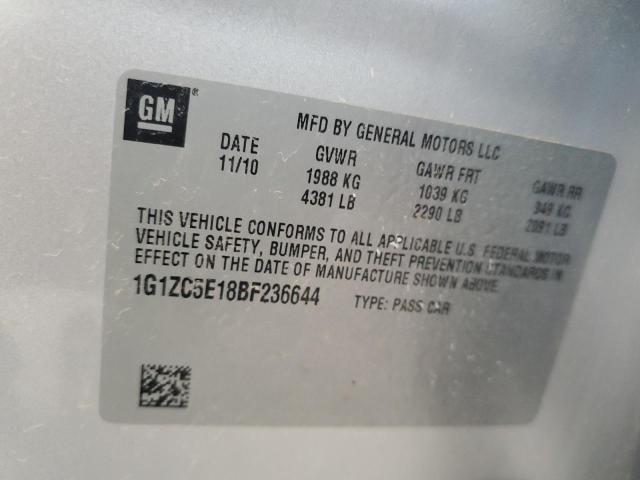 GM®
MFD BY GENERAL MOTORS LLC
DATE GVWR GAWR FRT GAWR RR
11/10 1988 KG 1039 KG 949 KG
4381 LB 2290 LB 2091 LB
THIS VEHICLE CONFORMS TO ALL APPLICABLE U.S. FEDERAL MOTOR
VEHICLE SAFETY, BUMPER, AND THEFT PREVENTION STANDARDS IN
EFFECT ON THE DATE OF MANUFACTURE SHOWN ABOVE.
1G1ZC5E18BF236644 TYPE: PASS CAR